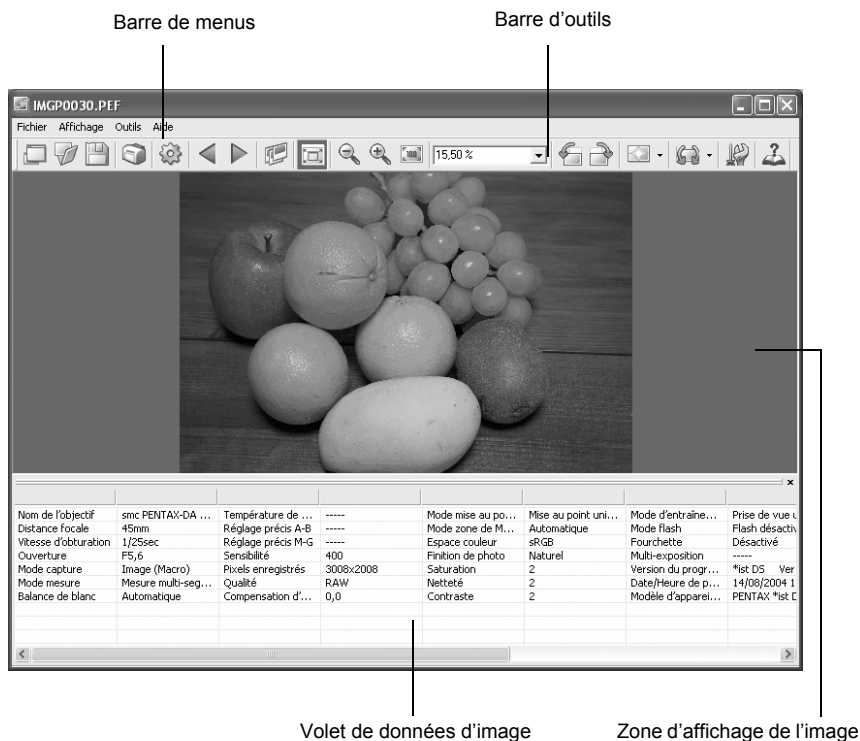 Barre de menus
Barre d'outils
IMGP0030.PEF
Fichier Affichage Outils Aide
100 15,50 %
Nom de l'objectif smc PENTAX-DA ... Température de ... ----- Mode mise au po... Mise au point uni... Mode d'entraîne... Prise de vue u
Distance focale 45mm Réglage précis A-B ----- Mode zone de M... Automatique Mode flash Flash désactiv
Vitesse d'obturation 1/25sec Réglage précis M-G ----- Espace couleur sRGB Fourchette Désactivé
Ouverture F5,6 Sensibilité 400 Finition de photo Naturel Multi-exposition -----
Mode capture Image (Macro) Pixels enregistrés 3008x2008 Saturation 2 Version du progr... *ist DS Ver
Mode mesure Mesure multi-seg... Qualité RAW Netteté 2 Date/Heure de p... 14/08/2004 1
Balance de blanc Automatique Compensation d'... 0,0 Contraste 2 Modèle d'apparei... PENTAX *ist D
Volet de données d'image
Zone d'affichage de l'image